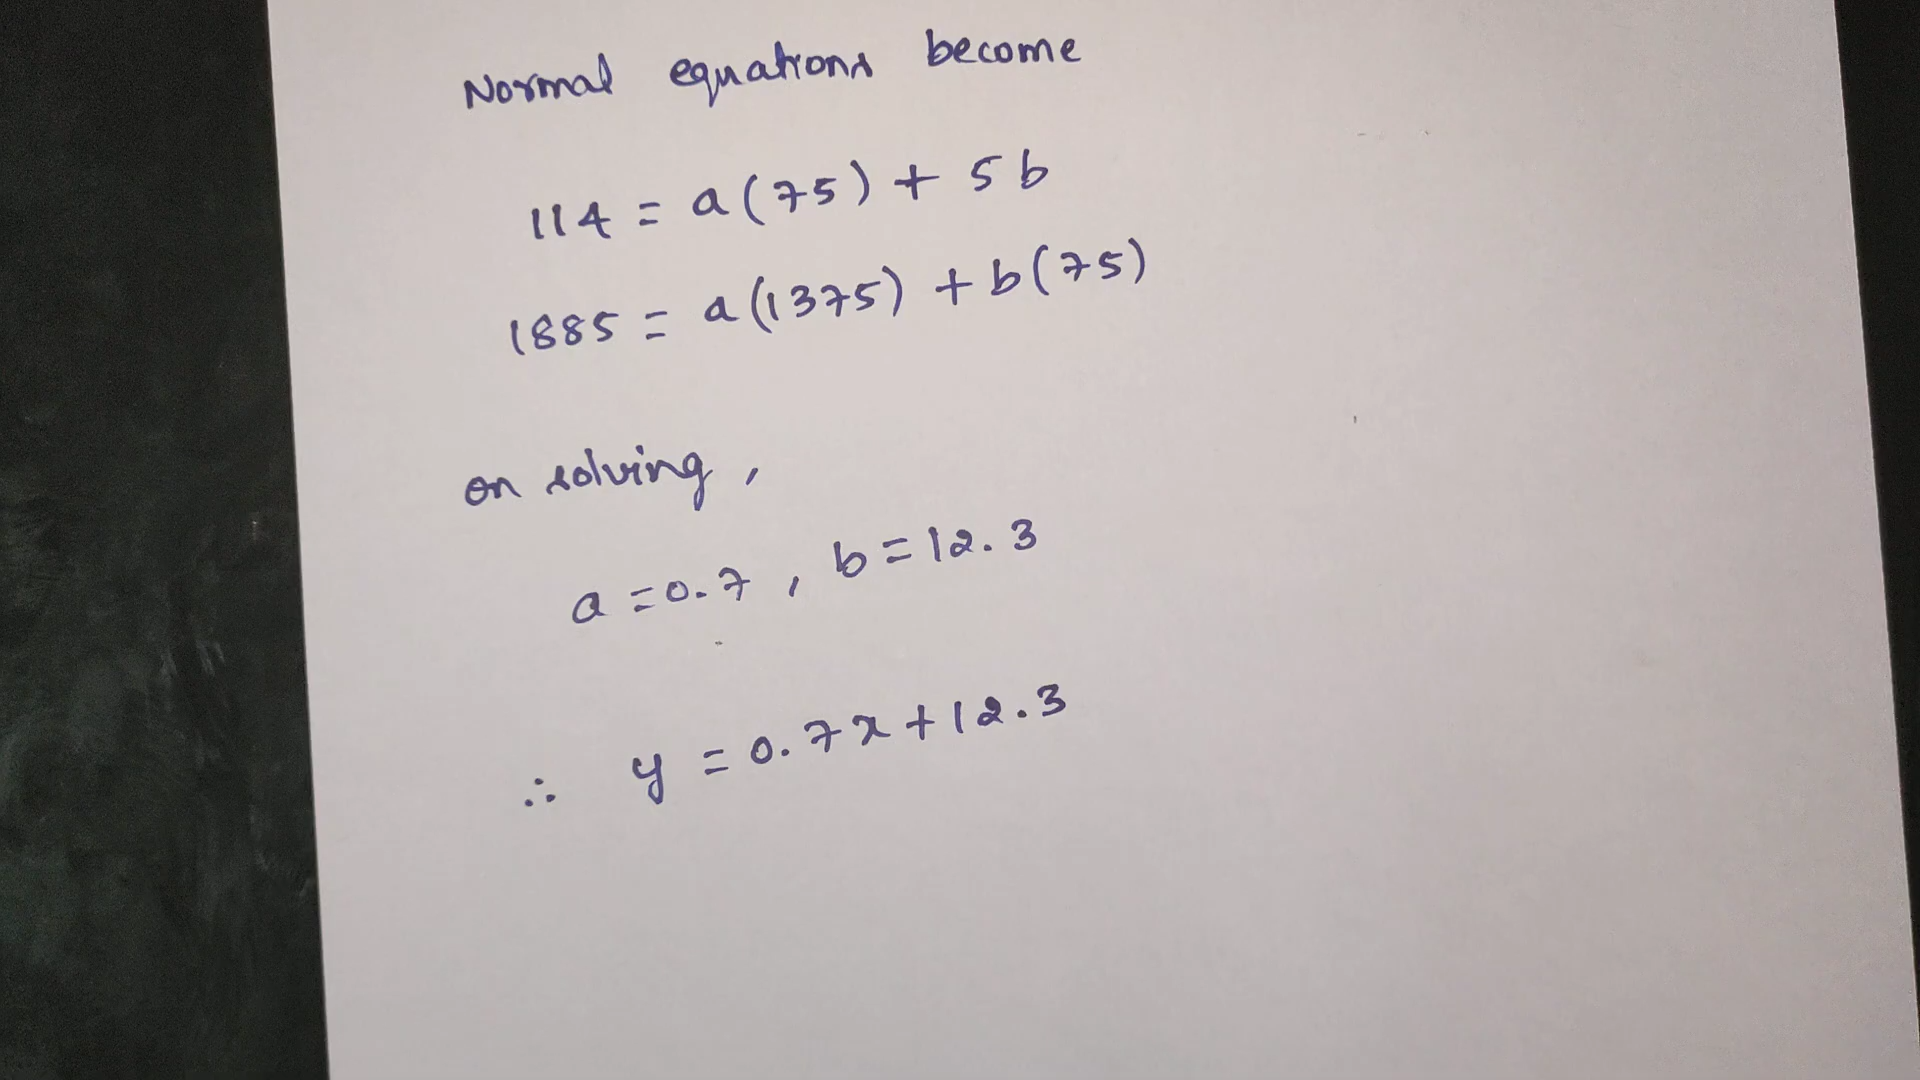 Normal equations become
114 = a(75) + 5b
1885 = a(1375) + b(75)
on solving,
a = 0.7, b = 12.3
∴ y = 0.7x + 12.3